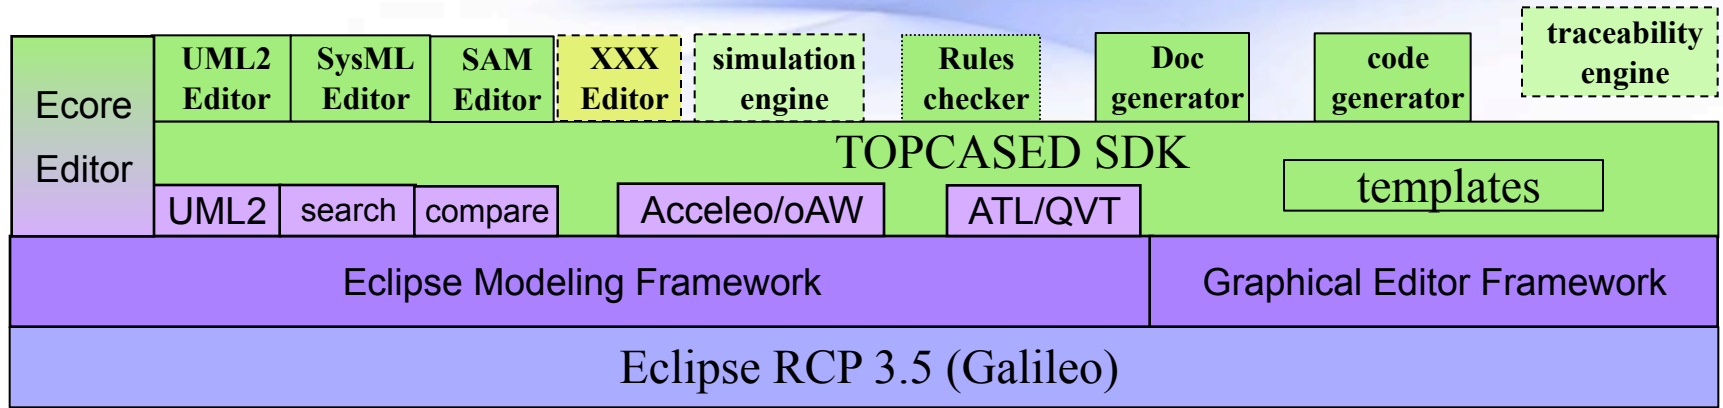 Ecore
Editor
UML2
Editor
SysML
Editor
SAM
Editor
XXX
Editor
simulation
engine
Rules
checker
Doc
generator
code
generator
traceability
engine
TOPCASED SDK
templates
UML2
search
compare
Acceleo/oAW
ATL/QVT
Eclipse Modeling Framework
Graphical Editor Framework
Eclipse RCP 3.5 (Galileo)